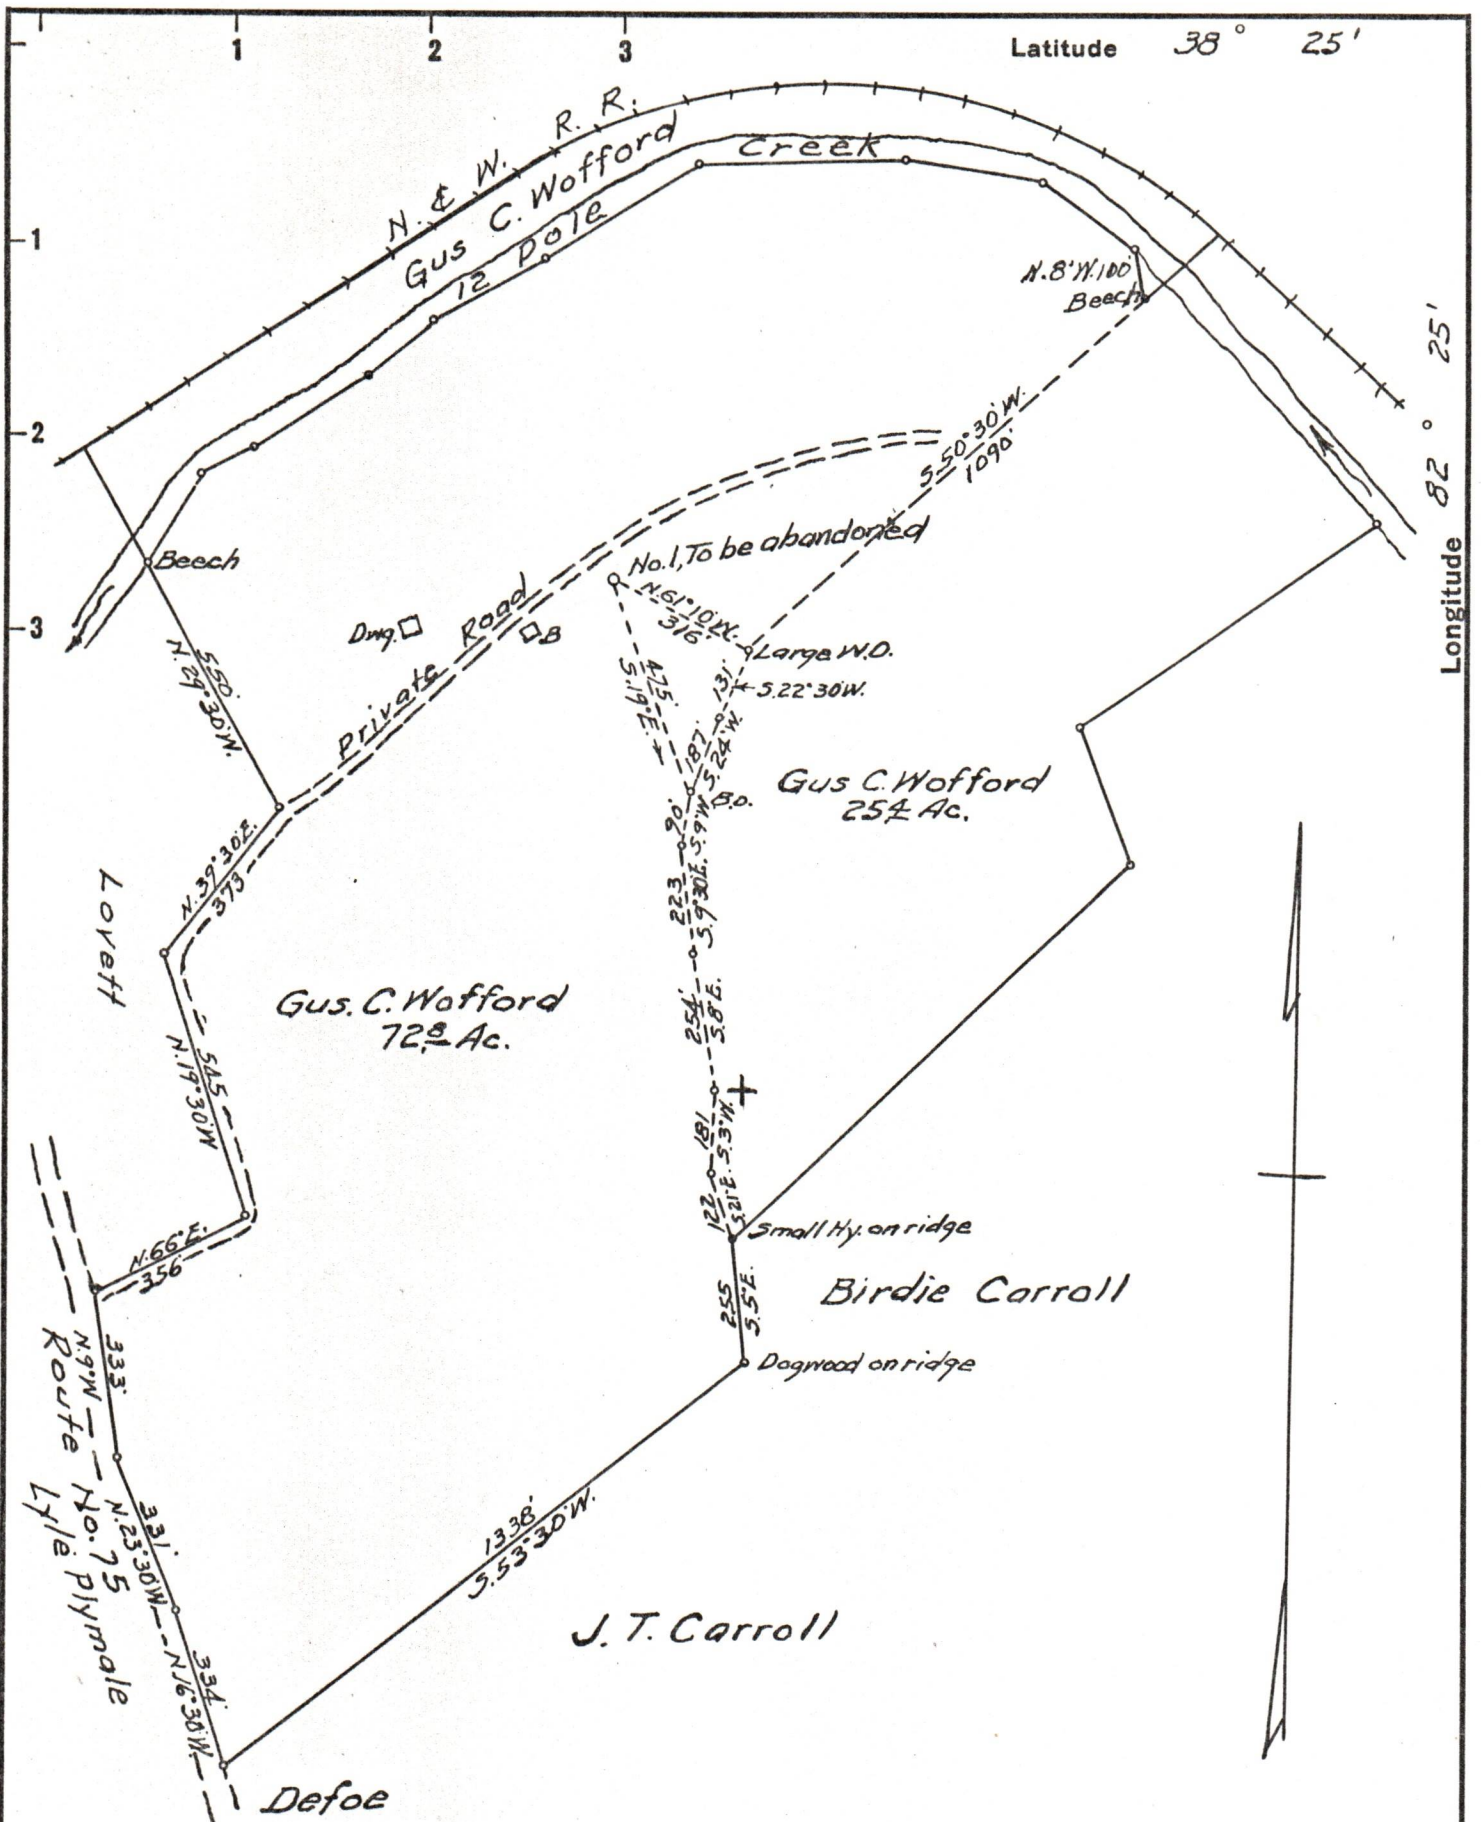 1
2
3
Latitude 38° 25'
N. & W. R. R.
Gus C. Wofford
12 Pole Creek
1
N.8°W.100'
Beech
Longitude 82° 25'
2
S.50°30'W.
1090'
No.1, To be abandoned
Beech
N.61°10'W.
316'
3
Dwg.
Private Road
B
Large W.O.
550'
N.29°30'W.
475'
S.19°E.
131'
S.22°30'W.
187'
S.24°W.
B.O.
Gus C. Wofford
25.4 Ac.
90'
S.9°W.
N.39°30'E.
373
223
S.9°30'E.
Lovett
254'
S.8°E.
Gus. C. Wofford
72.8 Ac.
545
N.19°30'W
181
S.3°W.
122
S.21°E.
Small Hy. on ridge
N.66°E.
356
255
S.5°E.
Birdie Carroll
Dogwood on ridge
333'
N.9°W
Route No. 75
Lyle Plymale
331'
N.23°30'W
1338'
S.53°30'W.
J. T. Carroll
334'
N.16°30'W.
Defoe